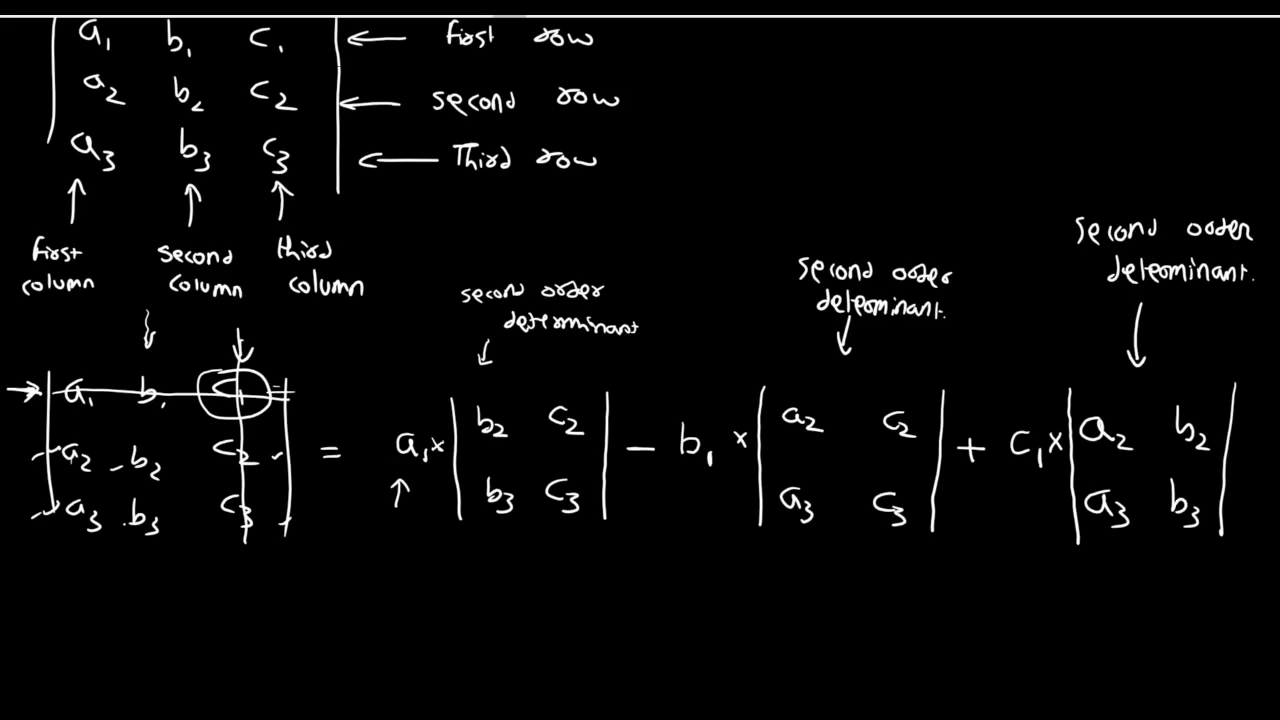 a₁ b₁ c₁ ← first row
a₂ b₂ c₂ ← second row
a₃ b₃ c₃ ← Third row
↑ ↑ ↑
first column second column third column
second order determinant
second order determinant.
second order determinant.
| a₁ b₁ c₁ |
| a₂ b₂ c₂ | = a₁ × | b₂ c₂ | − b₁ × | a₂ c₂ | + c₁ × | a₂ b₂ |
| a₃ b₃ c₃ | | b₃ c₃ | | a₃ c₃ | | a₃ b₃ |